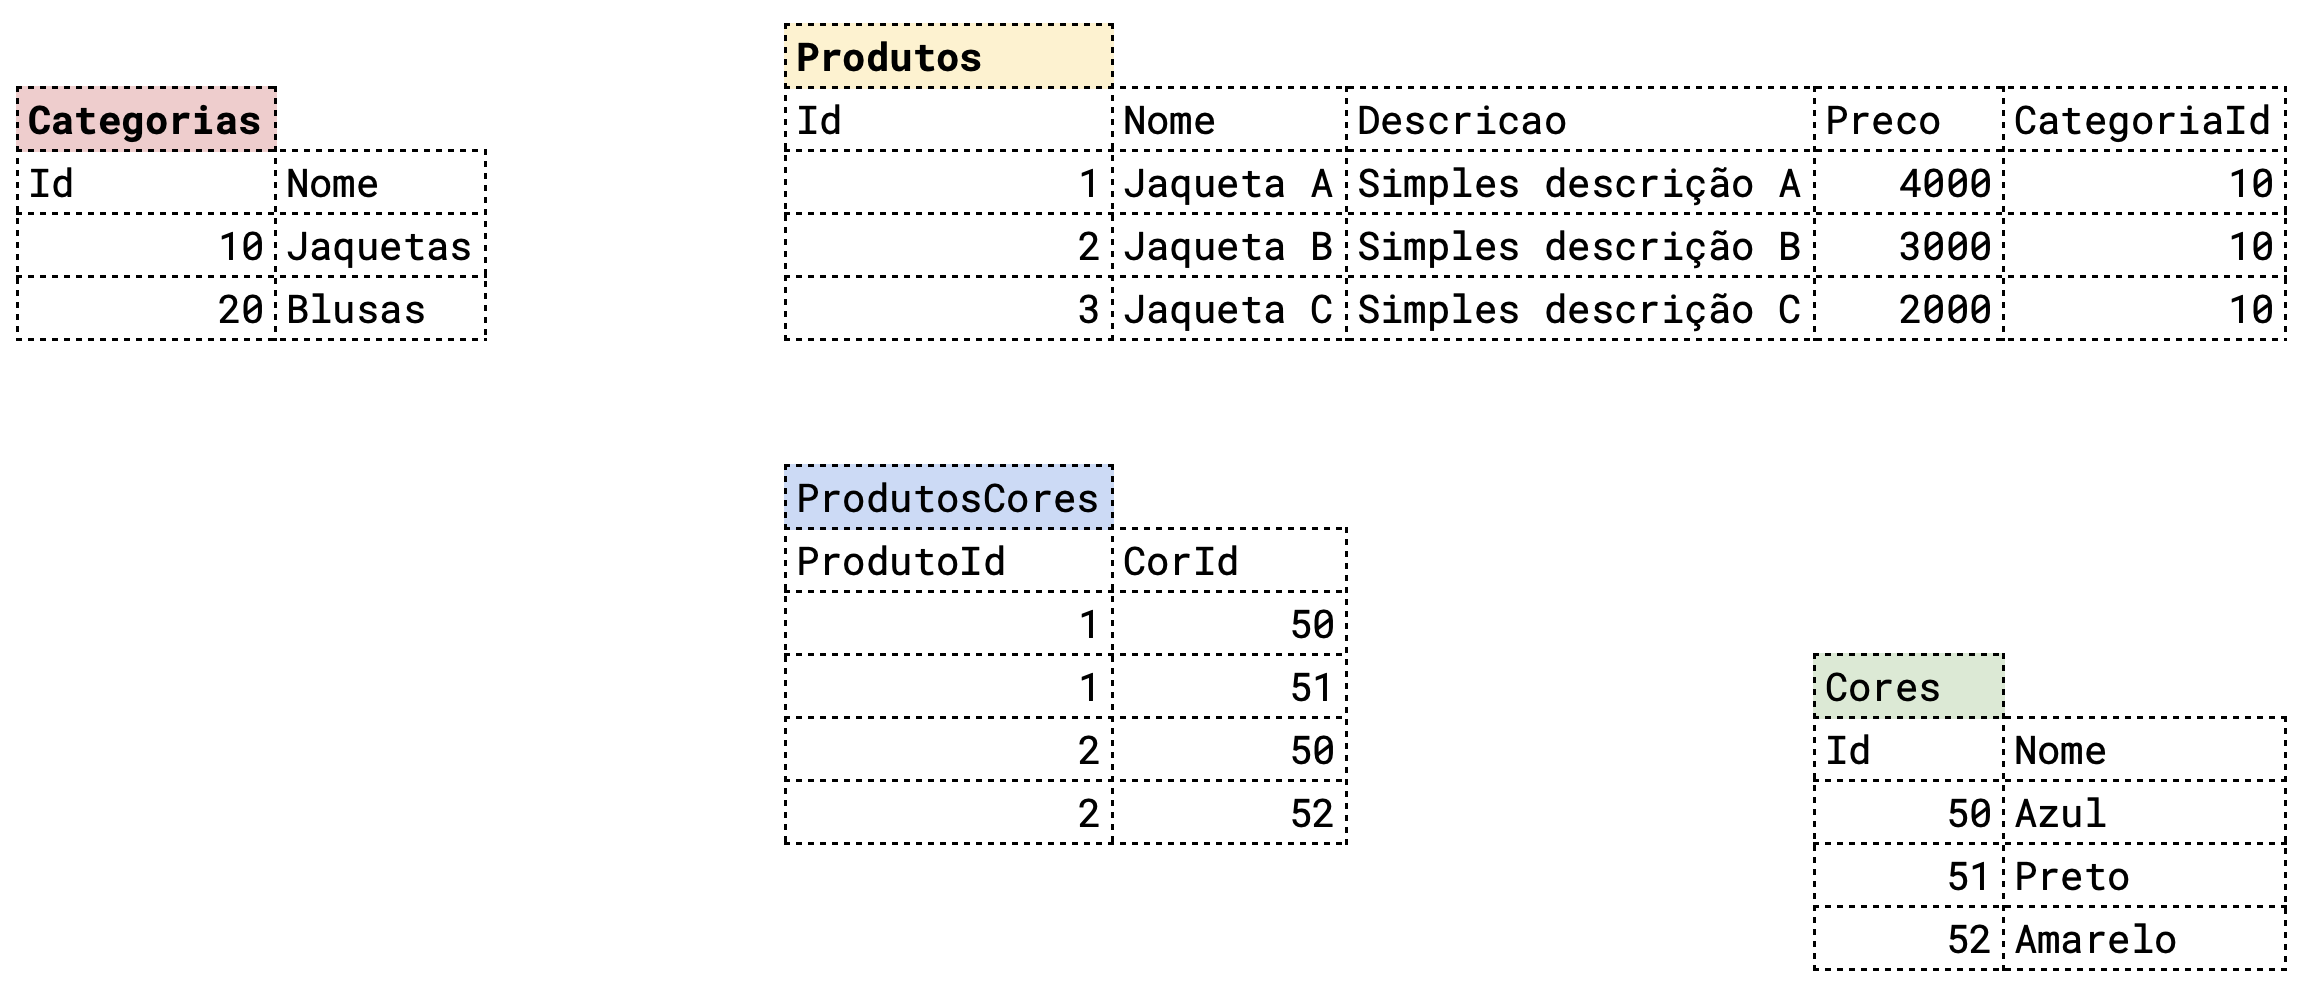 Categorias
Id Nome
10 Jaquetas
20 Blusas
Produtos
Id Nome Descricao Preco CategoriaId
1 Jaqueta A Simples descrição A 4000 10
2 Jaqueta B Simples descrição B 3000 10
3 Jaqueta C Simples descrição C 2000 10
ProdutosCores
ProdutoId CorId
1 50
1 51
2 50
2 52
Cores
Id Nome
50 Azul
51 Preto
52 Amarelo